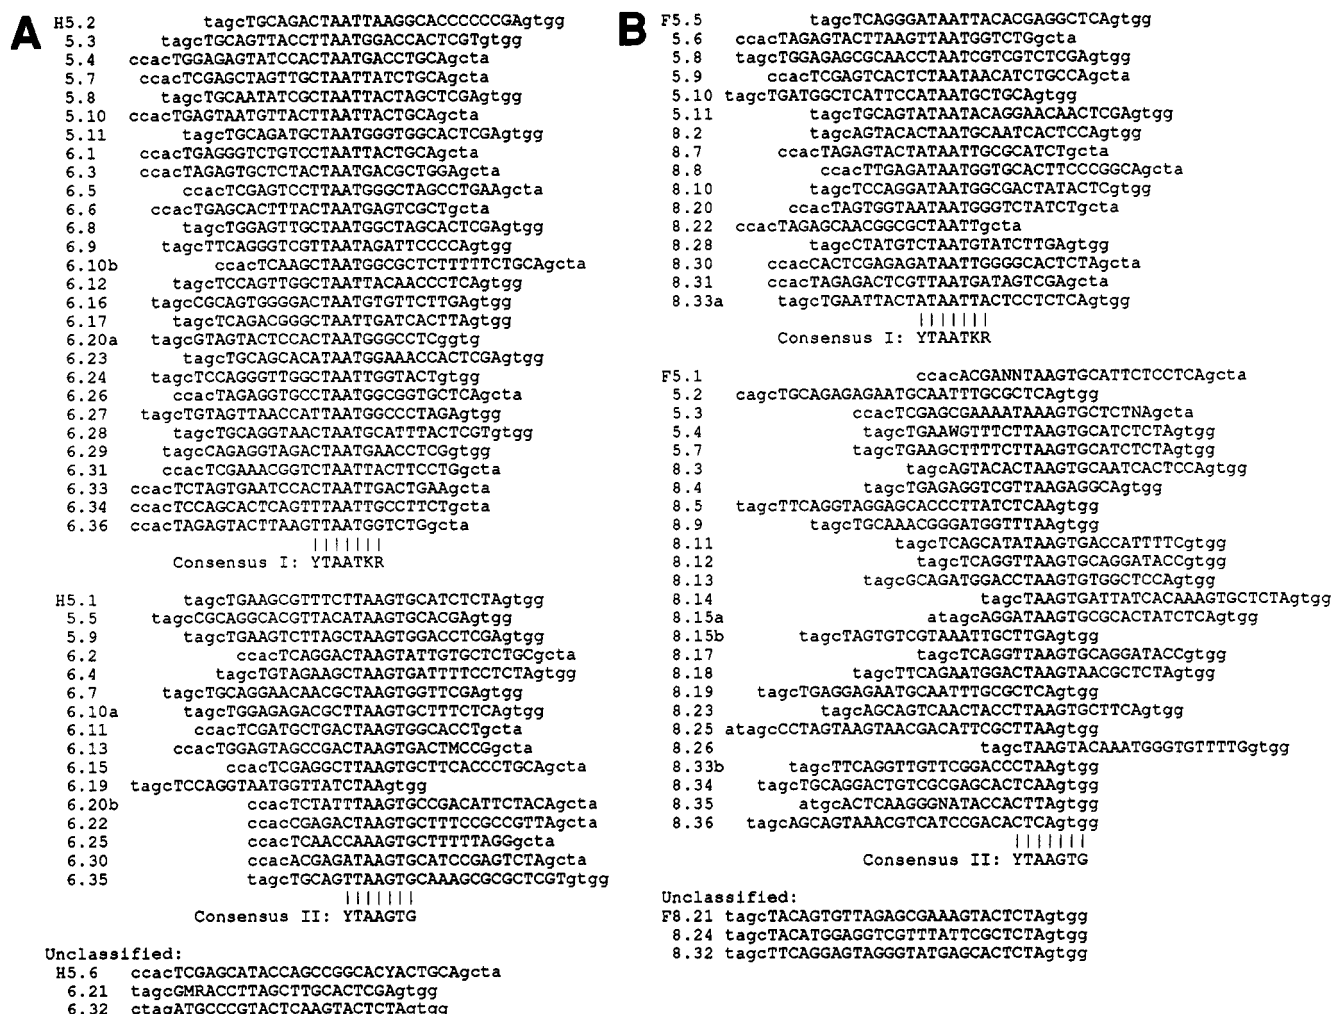 A
H5.2 tagcTGCAGACTAATTAAGGCACCCCCCGAgtgg
5.3 tagcTGCAGTTACCTTAATGGACCACTCGTgtgg
5.4 ccacTGGAGAGTATCCACTAATGACCTGCAgcta
5.7 ccacTCGAGCTAGTTGCTAATTATCTGCAgcta
5.8 tagcTGCAATATCGCTAATTACTAGCTCGAgtgg
5.10 ccacTGAGTAATGTTACTTAATTACTGCAgcta
5.11 tagcTGCAGATGCTAATGGGTGGCACTCGAgtgg
6.1 ccacTGAGGGTCTGTCCTAATTACTGCAgcta
6.3 ccacTAGAGTGCTCTACTAATGACGCTGGAgcta
6.5 ccacTCGAGTCCTTAATGGGCTAGCCTGAAgcta
6.6 ccacTGAGCACTTTACTAATGAGTCGCTgcta
6.8 tagcTGGAGTTGCTAATGGCTAGCACTCGAgtgg
6.9 tagcTTCAGGGTCGTTAATAGATTCCCCAgtgg
6.10b ccacTCAAGCTAATGGCGCTCTTTTTCTGCAgcta
6.12 tagcTCCAGTTGGCTAATTACAACCCTCAgtgg
6.16 tagcCGCAGTGGGGACTAATGTGTTCTTGAgtgg
6.17 tagcTCAGACGGGCTAATTGATCACTTAgtgg
6.20a tagcGTAGTACTCCACTAATGGGCCTCggtg
6.23 tagcTGCAGCACATAATGGAAACCACTCGAgtgg
6.24 tagcTCCAGGGTTGGCTAATTGGTACTgtgg
6.26 ccacTAGAGGTGCCTAATGGCGGTGCTCAgcta
6.27 tagcTGTAGTTAACCATTAATGGCCCTAGAgtgg
6.28 tagcTGCAGGTAACTAATGCATTTACTCGTgtgg
6.29 tagcCAGAGGTAGACTAATGAACCTCGgtgg
6.31 ccacTCGAAACGGTCTAATTACTTCCTGgcta
6.33 ccacTCTAGTGAATCCACTAATTGACTGAAgcta
6.34 ccacTCCAGCACTCAGTTTAATTGCCTTCTgcta
6.36 ccacTAGAGTACTTAAGTTAATGGTCTGgcta
Consensus I: YTAATKR
H5.1 tagcTGAAGCGTTTCTTAAGTGCATCTCTAgtgg
5.5 tagcCGCAGGCACGTTACATAAGTGCACGAgtgg
5.9 tagcTGAAGTCTTAGCTAAGTGGACCTCGAgtgg
6.2 ccacTCAGGACTAAGTATTGTGCTCTGCgcta
6.4 tagcTGTAGAAGCTAAGTGATTTTCCTCTAgtgg
6.7 tagcTGCAGGAACAACGCTAAGTGGTTCGAgtgg
6.10a tagcTGGAGAGACGCTTAAGTGCTTTCTCAgtgg
6.11 ccacTCGATGCTGACTAAGTGGCACCTgcta
6.13 ccacTGGAGTAGCCGACTAAGTGACTMCCGgcta
6.15 ccacTCGAGGCTTAAGTGCTTCACCCTGCAgcta
6.19 tagcTCCAGGTAATGGTTATCTAAgtgg
6.20b ccacTCTATTTAAGTGCCGACATTCTACAgcta
6.22 ccacCGAGACTAAGTGCTTTCCGCCGTTAgcta
6.25 ccacTCAACCAAAGTGCTTTTTAGGgcta
6.30 ccacACGAGATAAGTGCATCCGAGTCTAgcta
6.35 tagcTGCAGTTAAGTGCAAAGCGCGCTCGTgtgg
Consensus II: YTAAGTG
Unclassified:
H5.6 ccacTCGAGCATACCAGCCGGCACYACTGCAgcta
6.21 tagcGMRACCTTAGCTTGCACTCGAgtgg
6.32 ctagATGCCCGTACTCAAGTACTCTAgtgg
B
F5.5 tagcTCAGGGATAATTACACGAGGCTCAgtgg
5.6 ccacTAGAGTACTTAAGTTAATGGTCTGgcta
5.8 tagcTGGAGAGCGCAACCTAATCGTCGTCTCGAgtgg
5.9 ccacTCGAGTCACTCTAATAACATCTGCCAgcta
5.10 tagcTGATGGCTCATTCCATAATGCTGCAgtgg
5.11 tagcTGCAGTATAATACAGGAACAACTCGAgtgg
8.2 tagcAGTACACTAATGCAATCACTCCAgtgg
8.7 ccacTAGAGTACTATAATTGCGCATCTgcta
8.8 ccacTTGAGATAATGGTGCACTTCCCGGCAgcta
8.10 tagcTCCAGGATAATGGCGACTATACTCgtgg
8.20 ccacTAGTGGTAATAATGGGTCTATCTgcta
8.22 ccacTAGAGCAACGGCGCTAATTgcta
8.28 tagcCTATGTCTAATGTATCTTGAgtgg
8.30 ccacCACTCGAGAGATAATTGGGGCACTCTAgcta
8.31 ccacTAGAGACTCGTTAATGATAGTCGAgcta
8.33a tagcTGAATTACTATAATTACTCCTCTCAgtgg
Consensus I: YTAATKR
F5.1 ccacACGANNTAAGTGCATTCTCCTCAgcta
5.2 cagcTGCAGAGAGAATGCAATTTGCGCTCAgtgg
5.3 ccacTCGAGCGAAAATAAAGTGCTCTNAgcta
5.4 tagcTGAAWGTTTCTTAAGTGCATCTCTAgtgg
5.7 tagcTGAAGCTTTTCTTAAGTGCATCTCTAgtgg
8.3 tagcAGTACACTAAGTGCAATCACTCCAgtgg
8.4 tagcTGAGAGGTCGTTAAGAGGCAgtgg
8.5 tagcTTCAGGTAGGAGCACCCTTATCTCAAgtgg
8.9 tagcTGCAAACGGGATGGTTTAAgtgg
8.11 tagcTCAGCATATAAGTGACCATTTTCgtgg
8.12 tagcTCAGGTTAAGTGCAGGATACCgtgg
8.13 tagcGCAGATGGACCTAAGTGTGGCTCCAgtgg
8.14 tagcTAAGTGATTATCACAAAGTGCTCTAgtgg
8.15a atagcAGGATAAGTGCGCACTATCTCAgtgg
8.15b tagcTAGTGTCGTAAATTGCTTGAgtgg
8.17 tagcTCAGGTTAAGTGCAGGATACCgtgg
8.18 tagcTTCAGAATGGACTAAGTAACGCTCTAgtgg
8.19 tagcTGAGGAGAATGCAATTTGCGCTCAgtgg
8.23 tagcAGCAGTCAACTACCTTAAGTGCTTCAgtgg
8.25 atagcCCTAGTAAGTAACGACATTCGCTTAAgtgg
8.26 tagcTAAGTACAAATGGGTGTTTTGgtgg
8.33b tagcTTCAGGTTGTTCGGACCCTAAgtgg
8.34 tagcTGCAGGACTGTCGCGAGCACTCAAgtgg
8.35 atgcACTCAAGGGNATACCACTTAgtgg
8.36 tagcAGCAGTAAACGTCATCCGACACTCAgtgg
Consensus II: YTAAGTG
Unclassified:
F8.21 tagcTACAGTGTTAGAGCGAAAGTACTCTAgtgg
8.24 tagcTACATGGAGGTCGTTTATTCGCTCTAgtgg
8.32 tagcTTCAGGAGTAGGGTATGAGCACTCTAgtgg